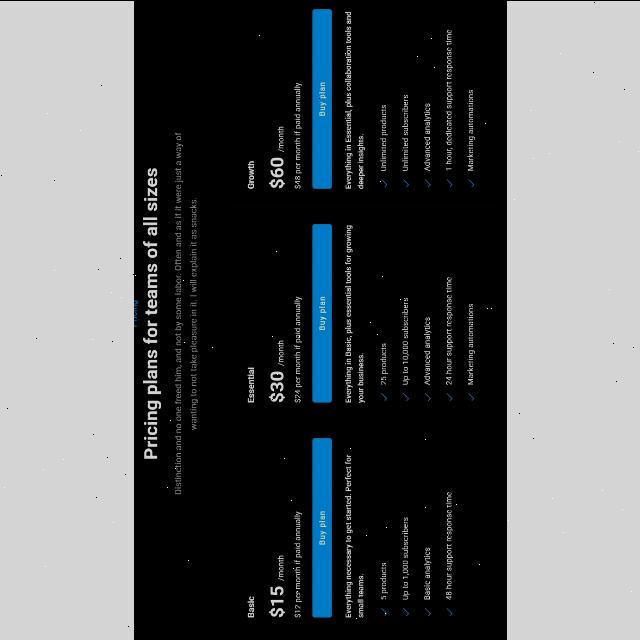 Pricing
Pricing plans for teams of all sizes
Distinction and no one freed him, and not by some labor. Often and as if it were just a way of
wanting to not take pleasure in it. I will explain it as snacks.
Basic
$15 /month
$12 per month if paid annually
Buy plan
Everything necessary to get started. Perfect for
small teams.
5 products
Up to 1,000 subscribers
Basic analytics
48 hour support response time
Essential
$30 /month
$24 per month if paid annually
Buy plan
Everything in Basic, plus essential tools for growing
your business.
25 products
Up to 10,000 subscribers
Advanced analytics
24 hour support response time
Marketing automations
Growth
$60 /month
$48 per month if paid annually
Buy plan
Everything in Essential, plus collaboration tools and
deeper insights.
Unlimited products
Unlimited subscribers
Advanced analytics
1 hour, dedicated support response time
Marketing automations